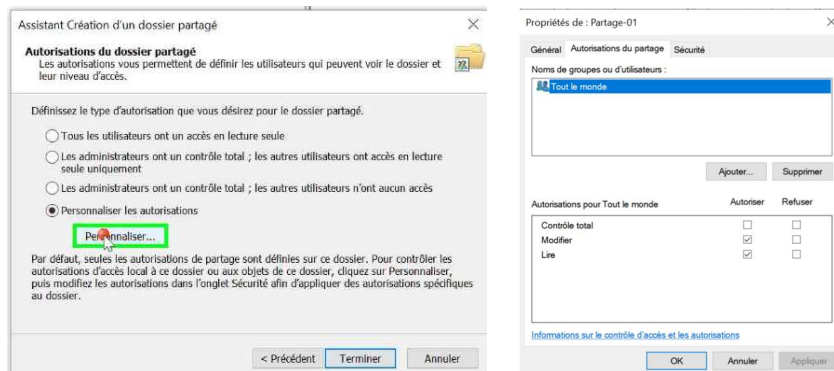 Assistant Création d'un dossier partagé
Autorisations du dossier partagé
Les autorisations vous permettent de définir les utilisateurs qui peuvent voir le dossier et
leur niveau d'accès.
Définissez le type d'autorisation que vous désirez pour le dossier partagé.
Tous les utilisateurs ont un accès en lecture seule
Les administrateurs ont un contrôle total ; les autres utilisateurs ont accès en lecture
seule uniquement
Les administrateurs ont un contrôle total ; les autres utilisateurs n'ont aucun accès
Personnaliser les autorisations
Personnaliser...
Par défaut, seules les autorisations de partage sont définies sur ce dossier. Pour contrôler les
autorisations d'accès local à ce dossier ou aux objets de ce dossier, cliquez sur Personnaliser,
puis modifiez les autorisations dans l'onglet Sécurité afin d'appliquer des autorisations spécifiques
au dossier.
< Précédent Terminer Annuler
Propriétés de : Partage-01
Général Autorisations du partage Sécurité
Noms de groupes ou d'utilisateurs :
Tout le monde
Ajouter... Supprimer
Autorisations pour Tout le monde Autoriser Refuser
Contrôle total
Modifier
Lire
Informations sur le contrôle d'accès et les autorisations
OK Annuler Appliquer